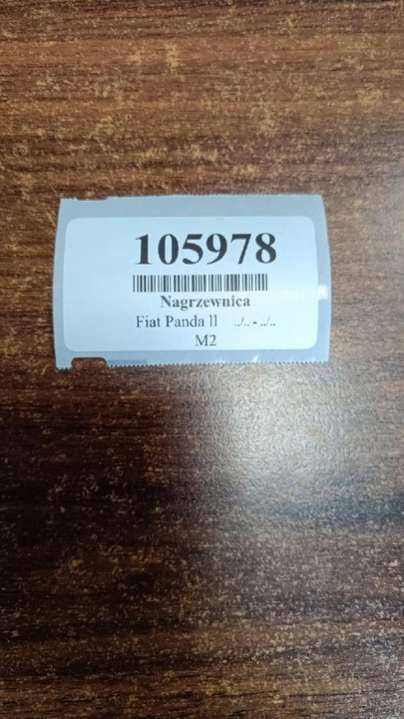 105978
Nagrzewnica
Fiat Panda II ../.. - ../..
M2